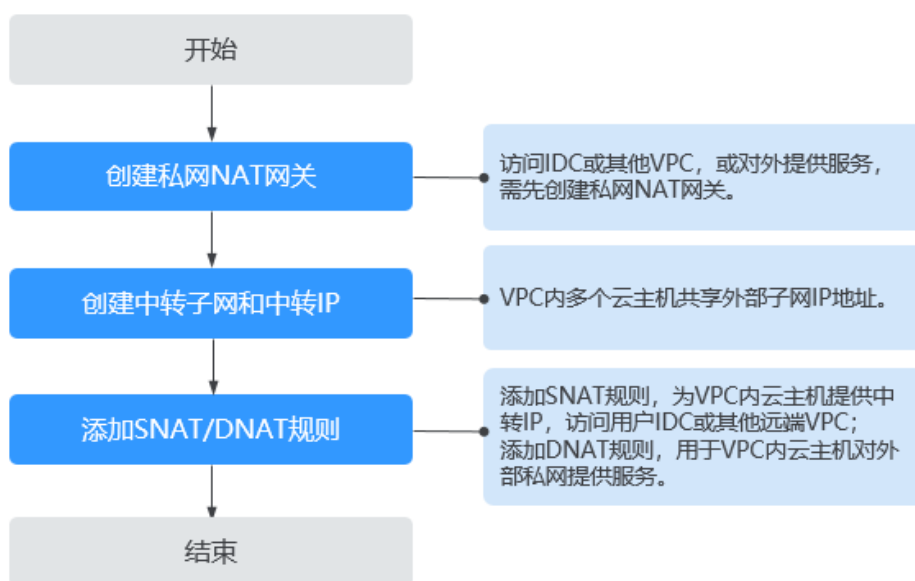 开始
创建私网NAT网关
访问IDC或其他VPC，或对外提供服务，
需先创建私网NAT网关。
创建中转子网和中转IP
VPC内多个云主机共享外部子网IP地址。
添加SNAT/DNAT规则
添加SNAT规则，为VPC内云主机提供中
转IP，访问用户IDC或其他远端VPC；
添加DNAT规则，用于VPC内云主机对外
部私网提供服务。
结束